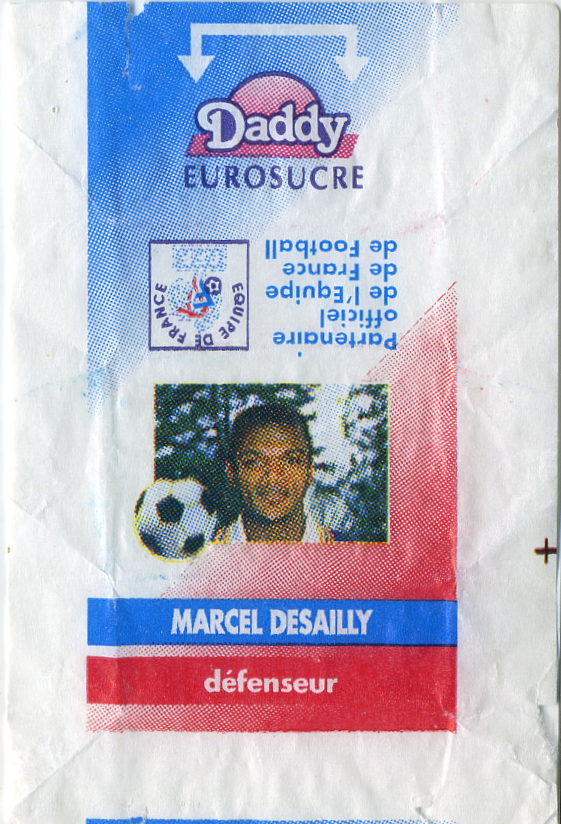 Daddy
EUROSUCRE
Partenaire
officiel
de l'Equipe
de France
de Football
EQUIPE DE FRANCE
MARCEL DESAILLY
défenseur